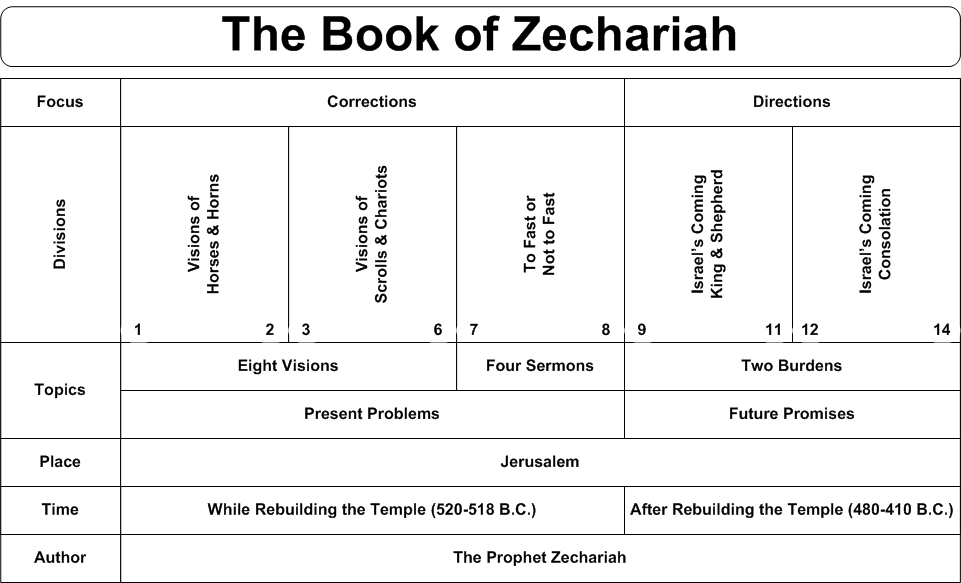 The Book of Zechariah
Focus
Corrections
Directions
Divisions
Visions of
Horses & Horns
Visions of
Scrolls & Chariots
To Fast or
Not to Fast
Israel's Coming
King & Shepherd
Israel's Coming
Consolation
1 2 3 6 7 8 9 11 12 14
Topics
Eight Visions
Four Sermons
Two Burdens
Present Problems
Future Promises
Place
Jerusalem
Time
While Rebuilding the Temple (520-518 B.C.)
After Rebuilding the Temple (480-410 B.C.)
Author
The Prophet Zechariah